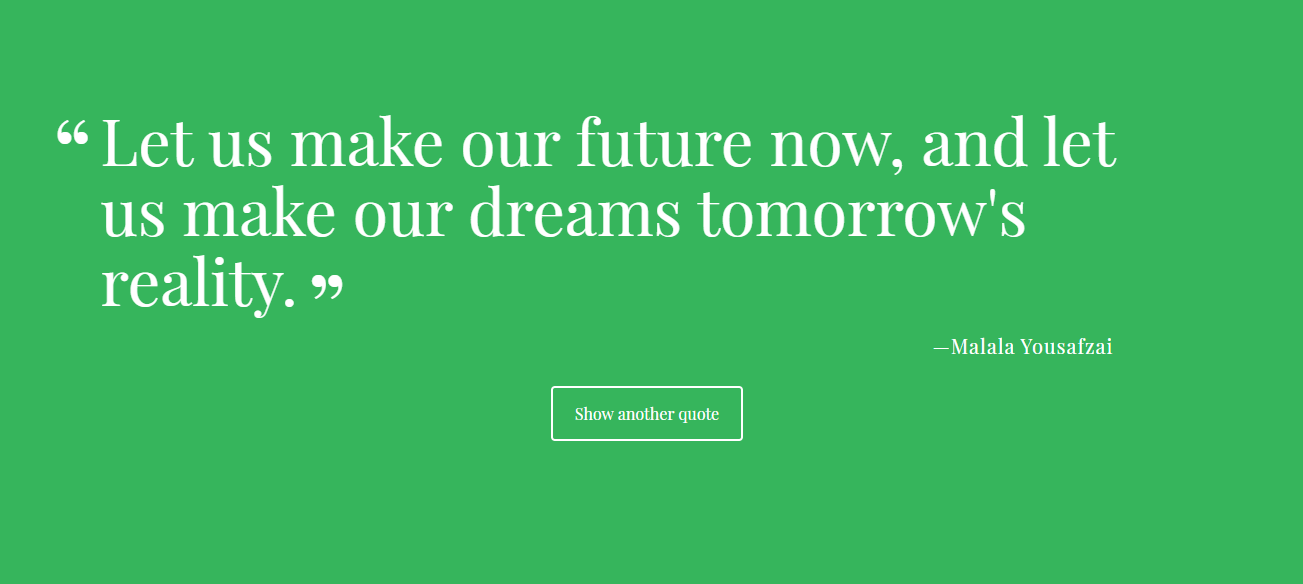 “ Let us make our future now, and let
us make our dreams tomorrow's
reality. ”
—Malala Yousafzai
Show another quote